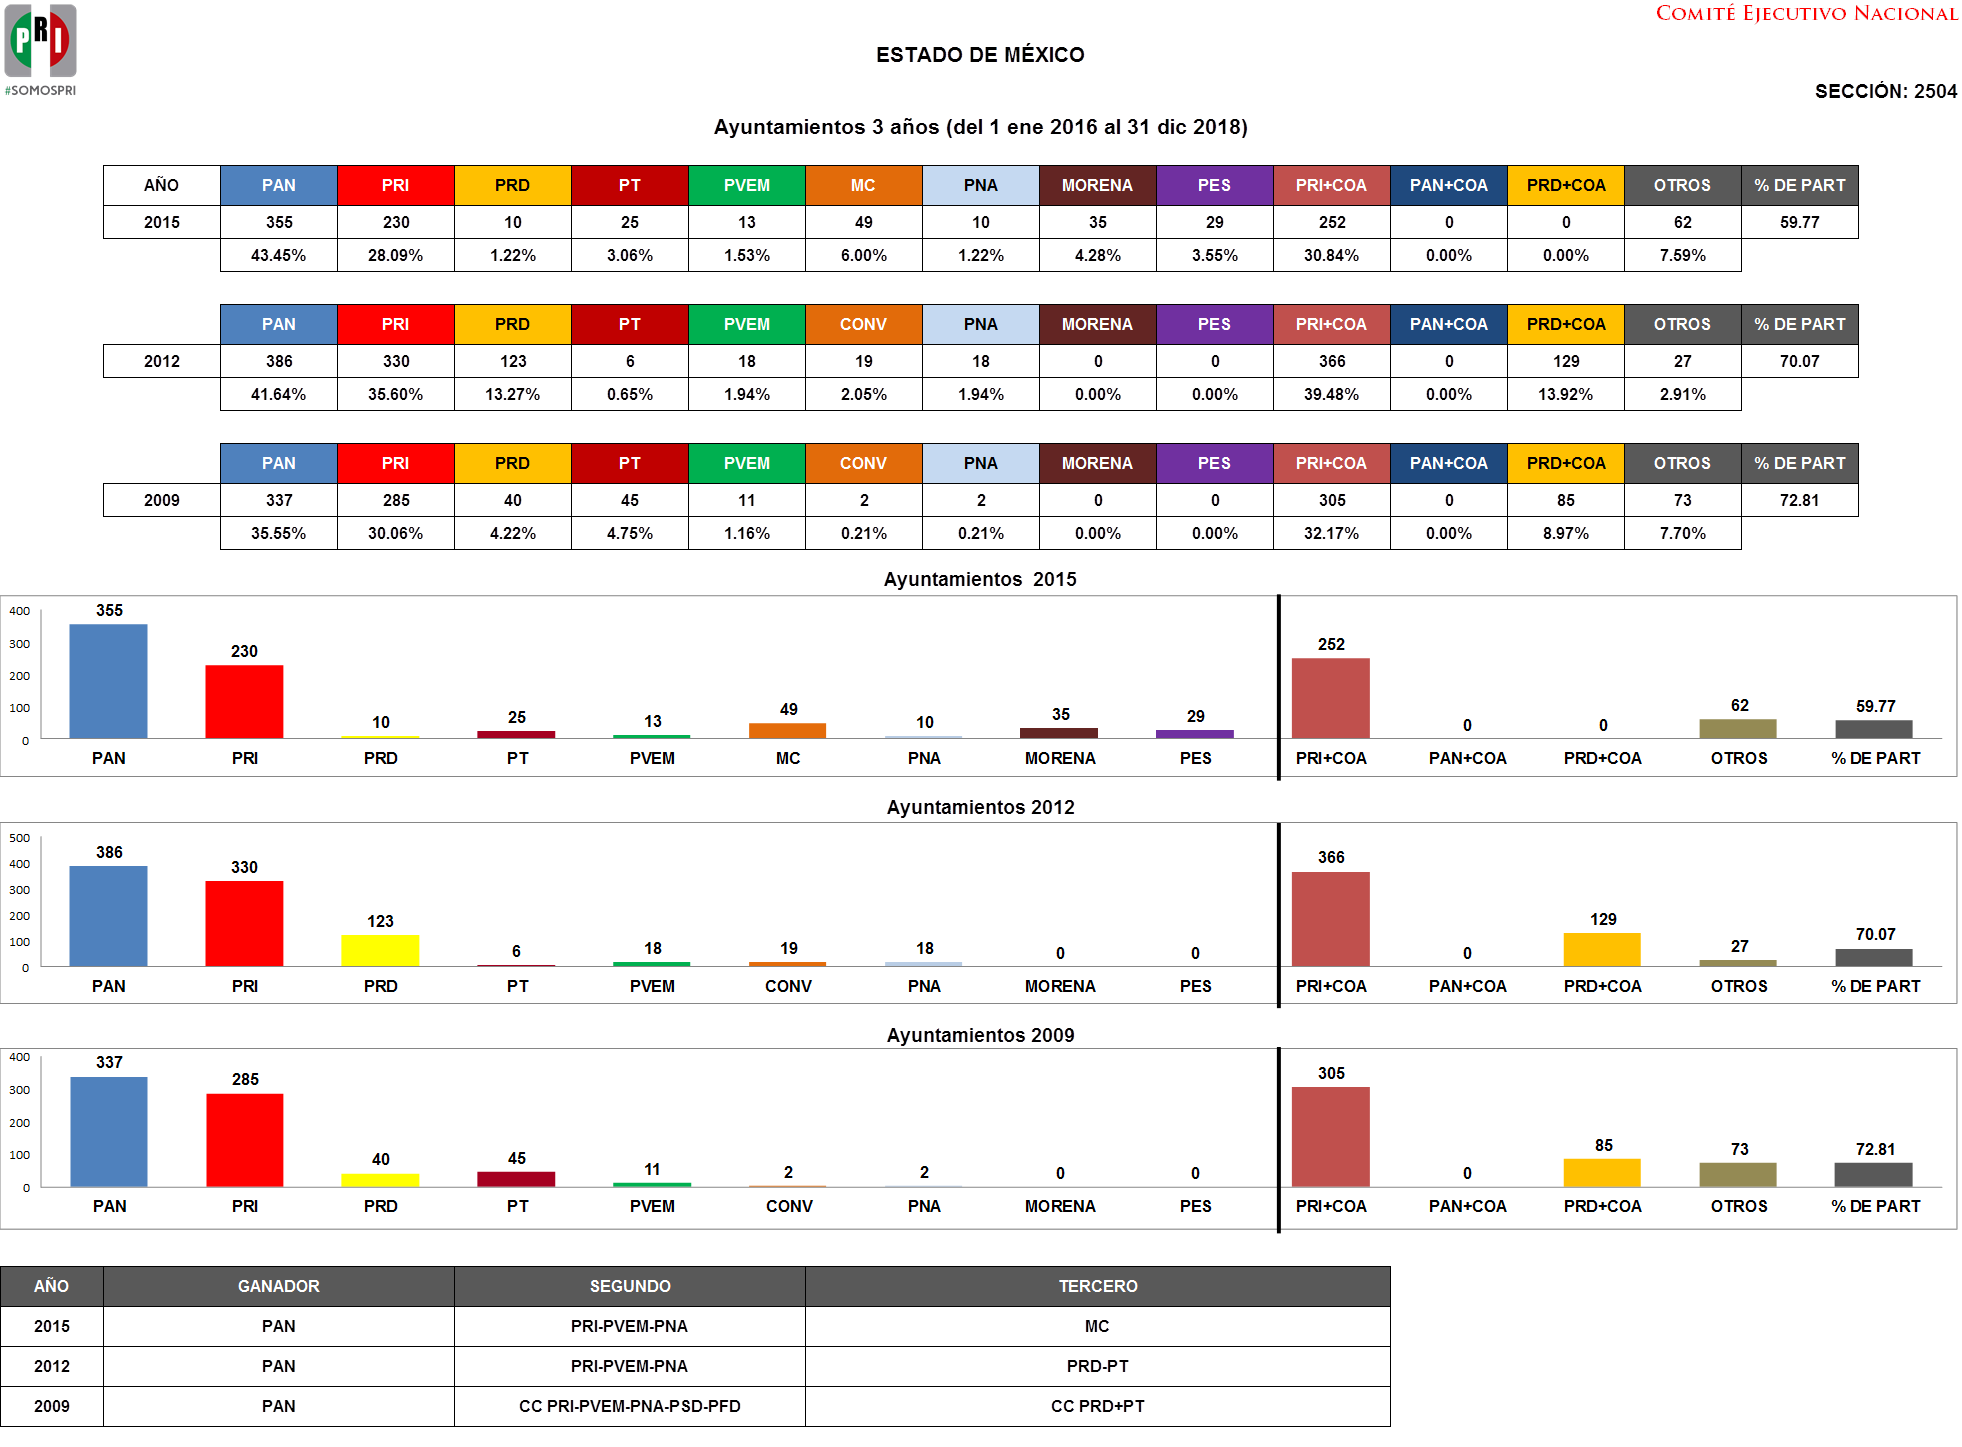 PRI
#SOMOSPRI
COMITÉ EJECUTIVO NACIONAL
ESTADO DE MÉXICO
SECCIÓN: 2504
Ayuntamientos 3 años (del 1 ene 2016 al 31 dic 2018)
AÑO PAN PRI PRD PT PVEM MC PNA MORENA PES PRI+COA PAN+COA PRD+COA OTROS % DE PART
2015 355 230 10 25 13 49 10 35 29 252 0 0 62 59.77
43.45% 28.09% 1.22% 3.06% 1.53% 6.00% 1.22% 4.28% 3.55% 30.84% 0.00% 0.00% 7.59%
PAN PRI PRD PT PVEM CONV PNA MORENA PES PRI+COA PAN+COA PRD+COA OTROS % DE PART
2012 386 330 123 6 18 19 18 0 0 366 0 129 27 70.07
41.64% 35.60% 13.27% 0.65% 1.94% 2.05% 1.94% 0.00% 0.00% 39.48% 0.00% 13.92% 2.91%
PAN PRI PRD PT PVEM CONV PNA MORENA PES PRI+COA PAN+COA PRD+COA OTROS % DE PART
2009 337 285 40 45 11 2 2 0 0 305 0 85 73 72.81
35.55% 30.06% 4.22% 4.75% 1.16% 0.21% 0.21% 0.00% 0.00% 32.17% 0.00% 8.97% 7.70%
Ayuntamientos 2015
400
300
200
100
0
355 230 10 25 13 49 10 35 29 252 0 0 62 59.77
PAN PRI PRD PT PVEM MC PNA MORENA PES PRI+COA PAN+COA PRD+COA OTROS % DE PART
Ayuntamientos 2012
500
400
300
200
100
0
386 330 123 6 18 19 18 0 0 366 0 129 27 70.07
PAN PRI PRD PT PVEM CONV PNA MORENA PES PRI+COA PAN+COA PRD+COA OTROS % DE PART
Ayuntamientos 2009
400
300
200
100
0
337 285 40 45 11 2 2 0 0 305 0 85 73 72.81
PAN PRI PRD PT PVEM CONV PNA MORENA PES PRI+COA PAN+COA PRD+COA OTROS % DE PART
AÑO GANADOR SEGUNDO TERCERO
2015 PAN PRI-PVEM-PNA MC
2012 PAN PRI-PVEM-PNA PRD-PT
2009 PAN CC PRI-PVEM-PNA-PSD-PFD CC PRD+PT